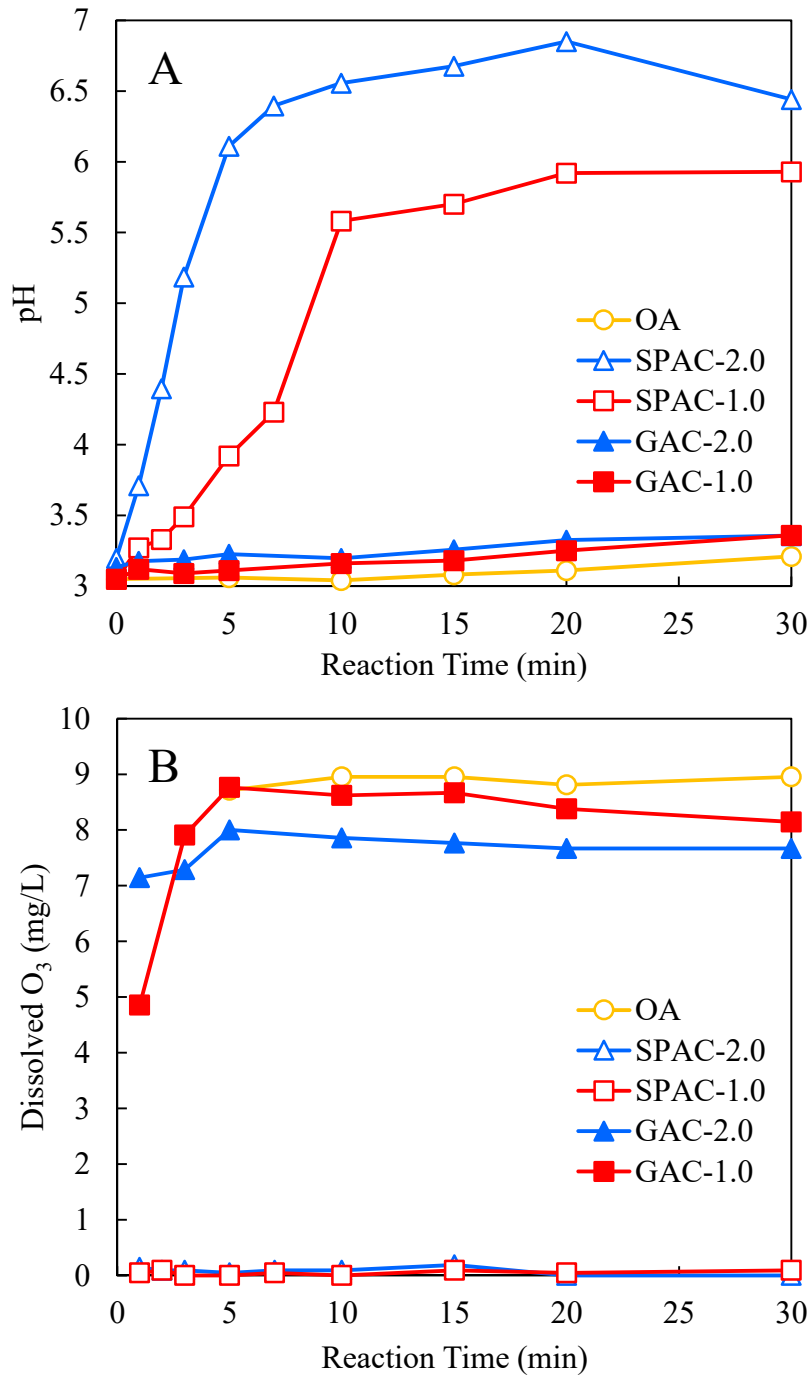 A
7
6.5
6
5.5
5
4.5
4
3.5
3
pH
OA
SPAC-2.0
SPAC-1.0
GAC-2.0
GAC-1.0
0 5 10 15 20 25 30
Reaction Time (min)
B
10
9
8
7
6
5
4
3
2
1
0
Dissolved O₃ (mg/L)
OA
SPAC-2.0
SPAC-1.0
GAC-2.0
GAC-1.0
0 5 10 15 20 25 30
Reaction Time (min)